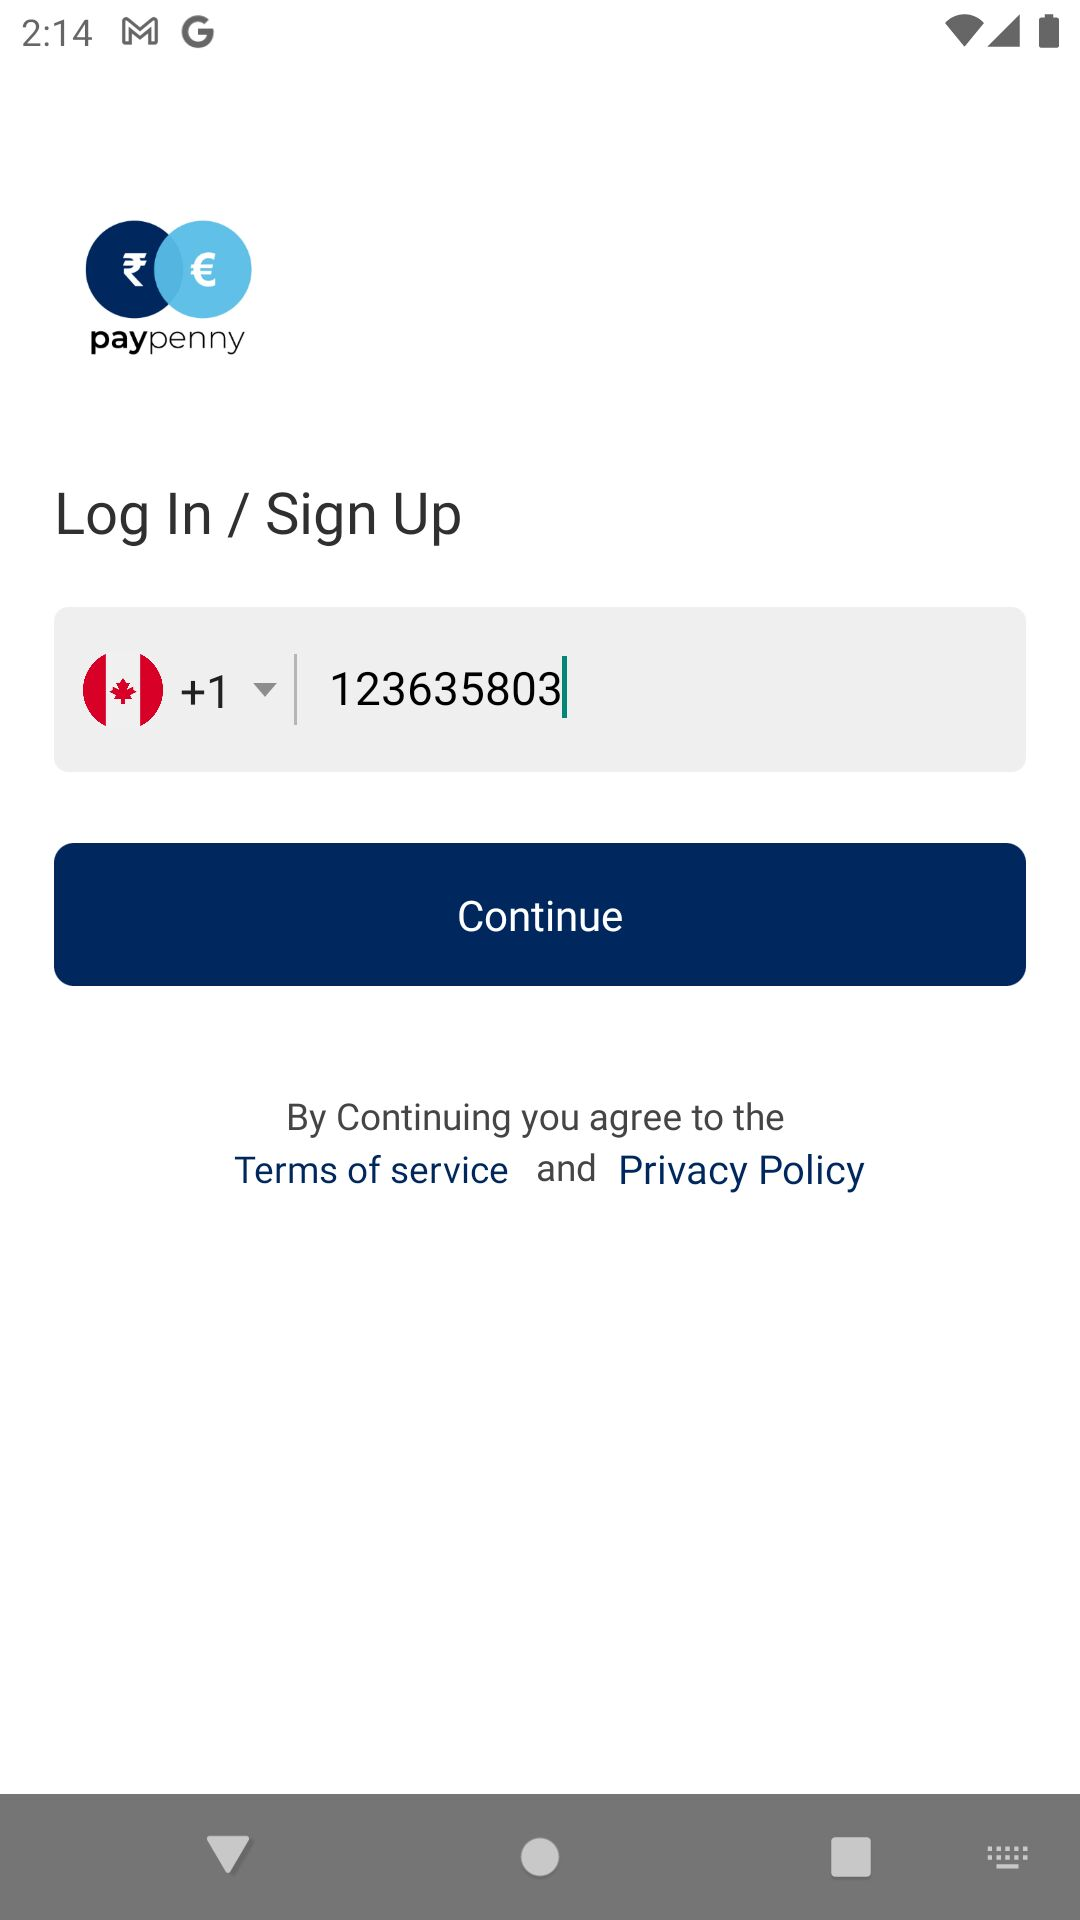 2:14
₹ €
paypenny
Log In / Sign Up
+1 123635803
Continue
By Continuing you agree to the
Terms of service and Privacy Policy